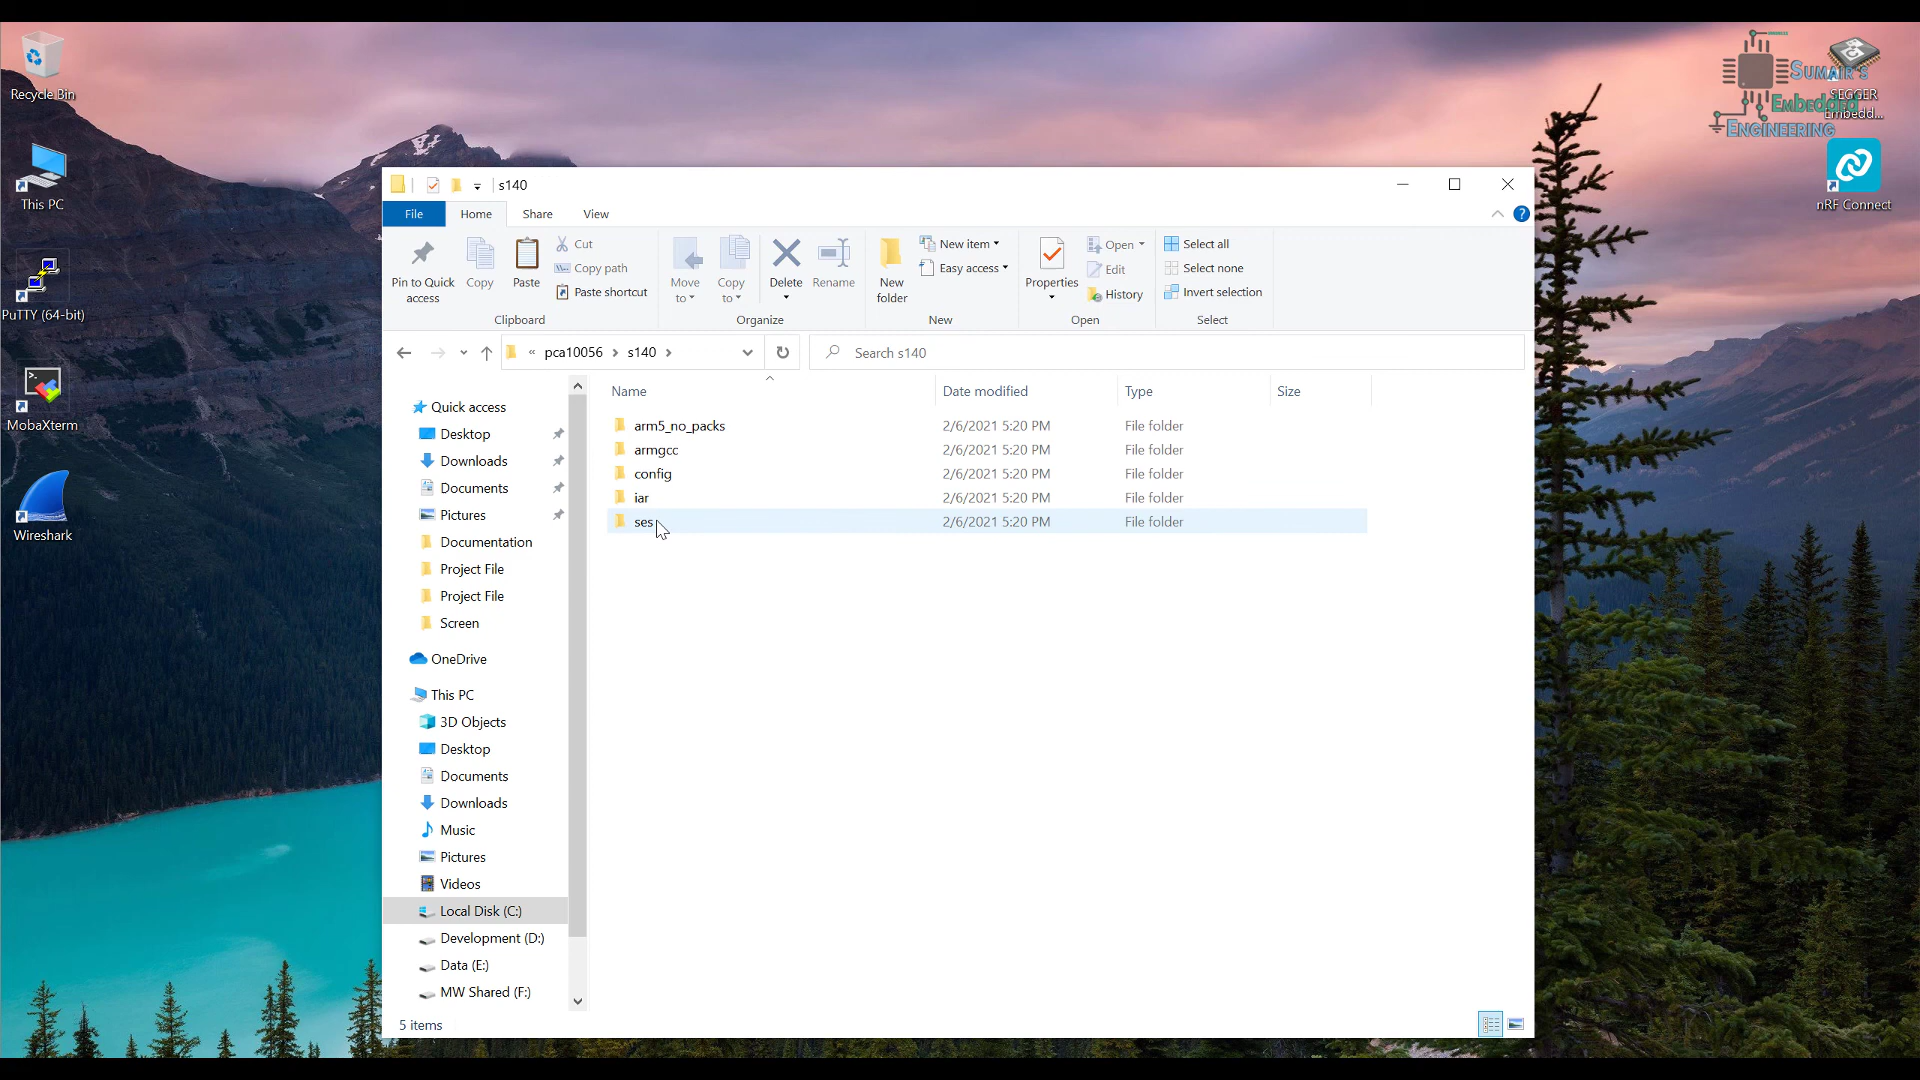 Recycle Bin
This PC
PuTTY (64-bit)
MobaXterm
Wireshark
SUMAIR'S
Embedded
ENGINEERING
SEGGER
Embedd...
nRF Connect
s140
File
Home
Share
View
Pin to Quick
access
Copy
Paste
Cut
Copy path
Paste shortcut
Clipboard
Move
to
Copy
to
Delete
Rename
Organize
New
folder
New item
Easy access
New
Properties
Open
Edit
History
Open
Select all
Select none
Invert selection
Select
« pca10056 › s140 ›
Search s140
Quick access
Desktop
Downloads
Documents
Pictures
Documentation
Project File
Project File
Screen
OneDrive
This PC
3D Objects
Desktop
Documents
Downloads
Music
Pictures
Videos
Local Disk (C:)
Development (D:)
Data (E:)
MW Shared (F:)
Name Date modified Type Size
arm5_no_packs 2/6/2021 5:20 PM File folder
armgcc 2/6/2021 5:20 PM File folder
config 2/6/2021 5:20 PM File folder
iar 2/6/2021 5:20 PM File folder
ses 2/6/2021 5:20 PM File folder
5 items